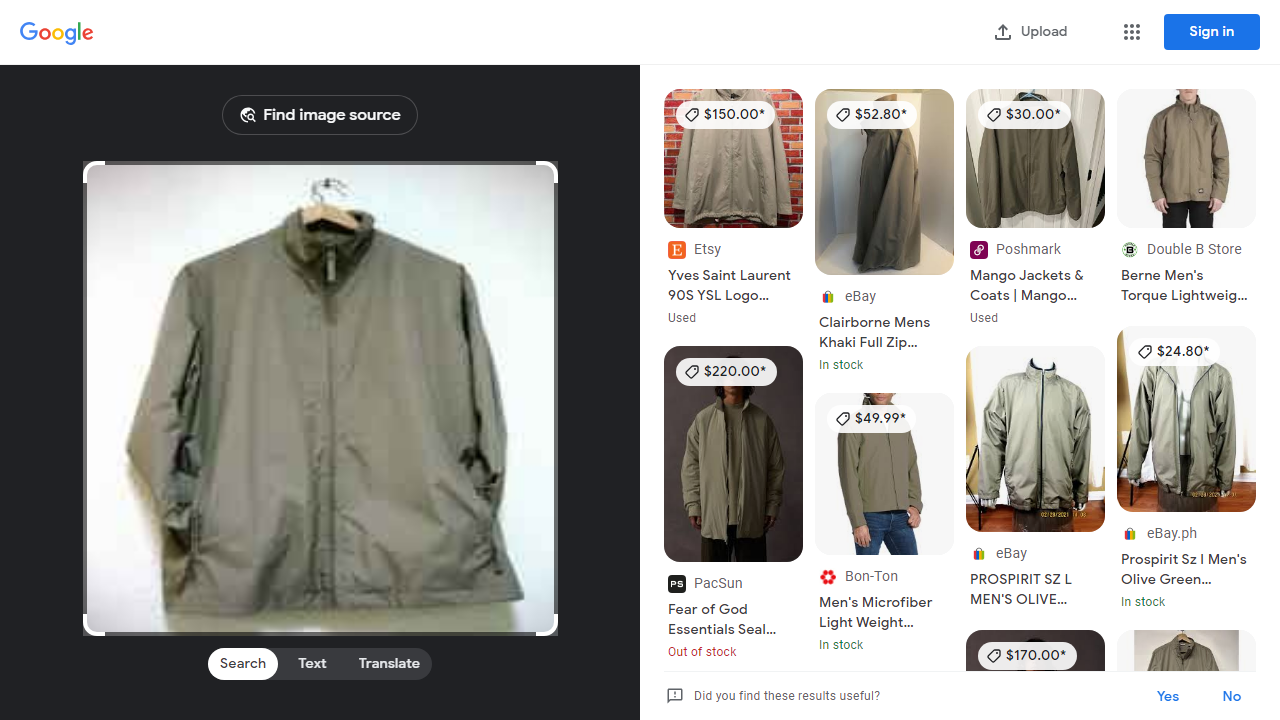 Google
Upload
Sign in
Find image source
Search
Text
Translate
$150.00*
Etsy
Yves Saint Laurent
90S YSL Logo...
Used
$220.00*
PS
PacSun
Fear of God
Essentials Seal...
Out of stock
$52.80*
eBay
Clairborne Mens
Khaki Full Zip...
In stock
$49.99*
Bon-Ton
Men's Microfiber
Light Weight...
In stock
$30.00*
Poshmark
Mango Jackets &
Coats | Mango...
Used
02/20/2021
eBay
PROSPIRIT SZ L
MEN'S OLIVE...
$170.00*
Double B Store
Berne Men's
Torque Lightweig...
$24.80*
eBay.ph
Prospirit Sz l Men's
Olive Green...
In stock
Did you find these results useful?
Yes
No